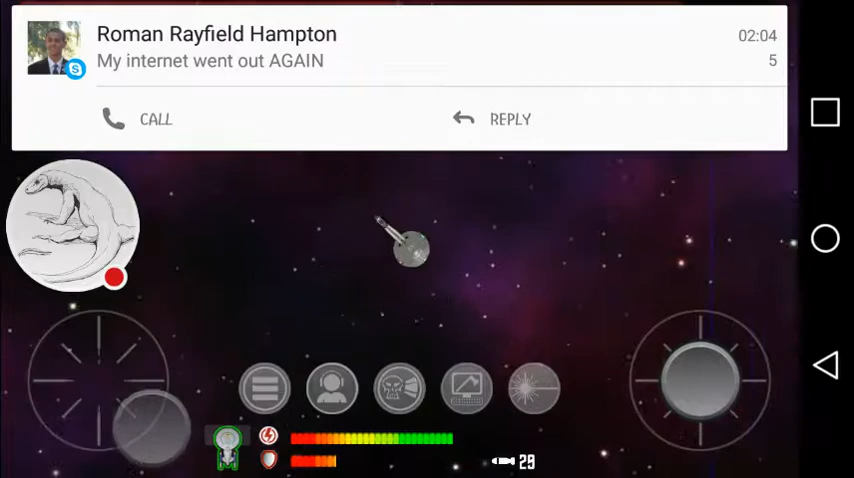 Roman Rayfield Hampton
02:04
My internet went out AGAIN
5
CALL
REPLY
29